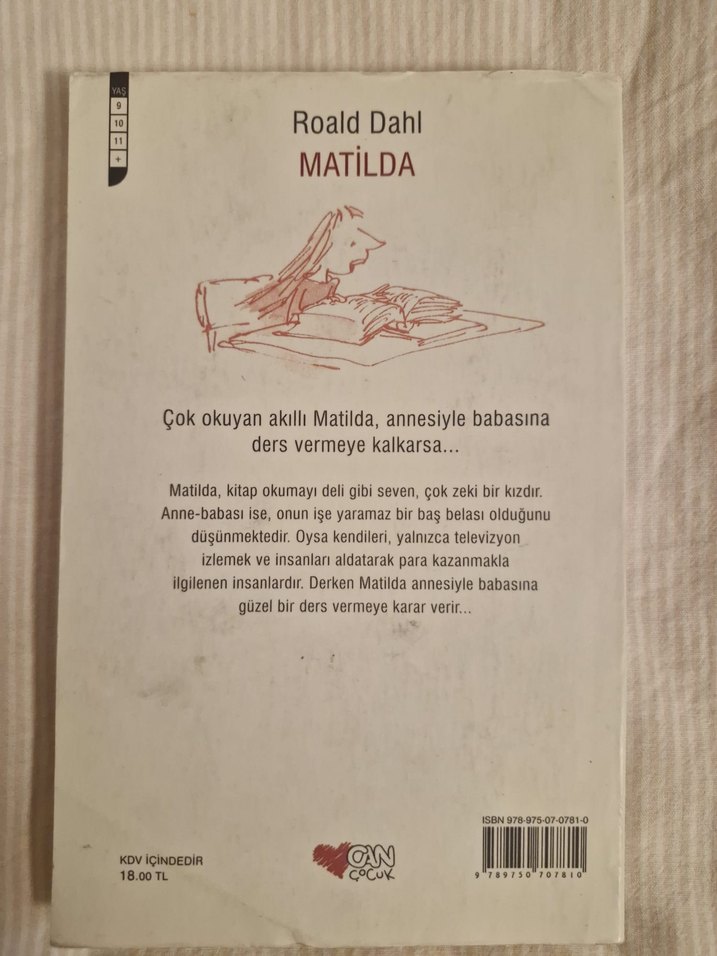 YAŞ
9
10
11
+
Roald Dahl
MATİLDA
Çok okuyan akıllı Matilda, annesiyle babasına
ders vermeye kalkarsa...
Matilda, kitap okumayı deli gibi seven, çok zeki bir kızdır.
Anne-babası ise, onun işe yaramaz bir baş belası olduğunu
düşünmektedir. Oysa kendileri, yalnızca televizyon
izlemek ve insanları aldatarak para kazanmakla
ilgilenen insanlardır. Derken Matilda annesiyle babasına
güzel bir ders vermeye karar verir...
KDV İÇİNDEDİR
18.00 TL
CAN
ÇOCUK
ISBN 978-975-07-0781-0
9 789750 707810